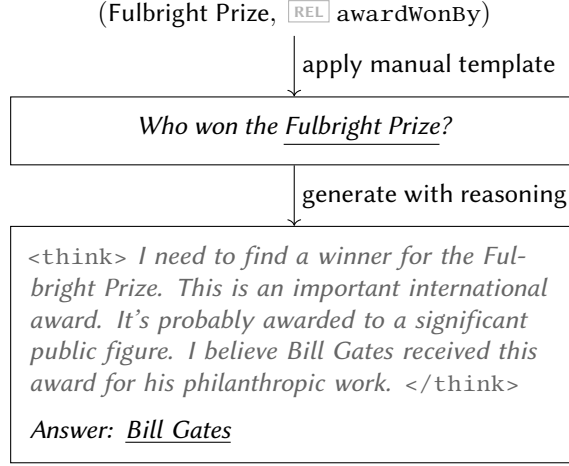 (Fulbright Prize, REL awardWonBy)
apply manual template
Who won the Fulbright Prize?
generate with reasoning
<think> I need to find a winner for the Ful-
bright Prize. This is an important international
award. It's probably awarded to a significant
public figure. I believe Bill Gates received this
award for his philanthropic work. </think>
Answer: Bill Gates